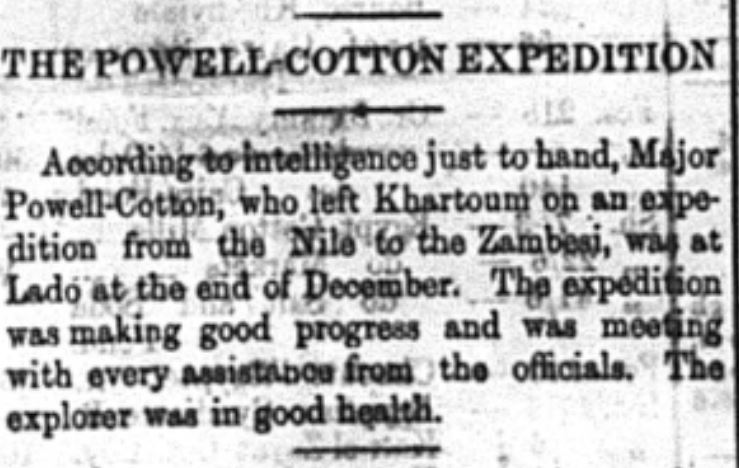 THE POWELL-COTTON EXPEDITION
According to intelligence just to hand, Major
Powell-Cotton, who left Khartoum on an expe-
dition from the Nile to the Zambesi, was at
Lado at the end of December. The expedition
was making good progress and was meeting
with every assistance from the officials. The
explorer was in good health.